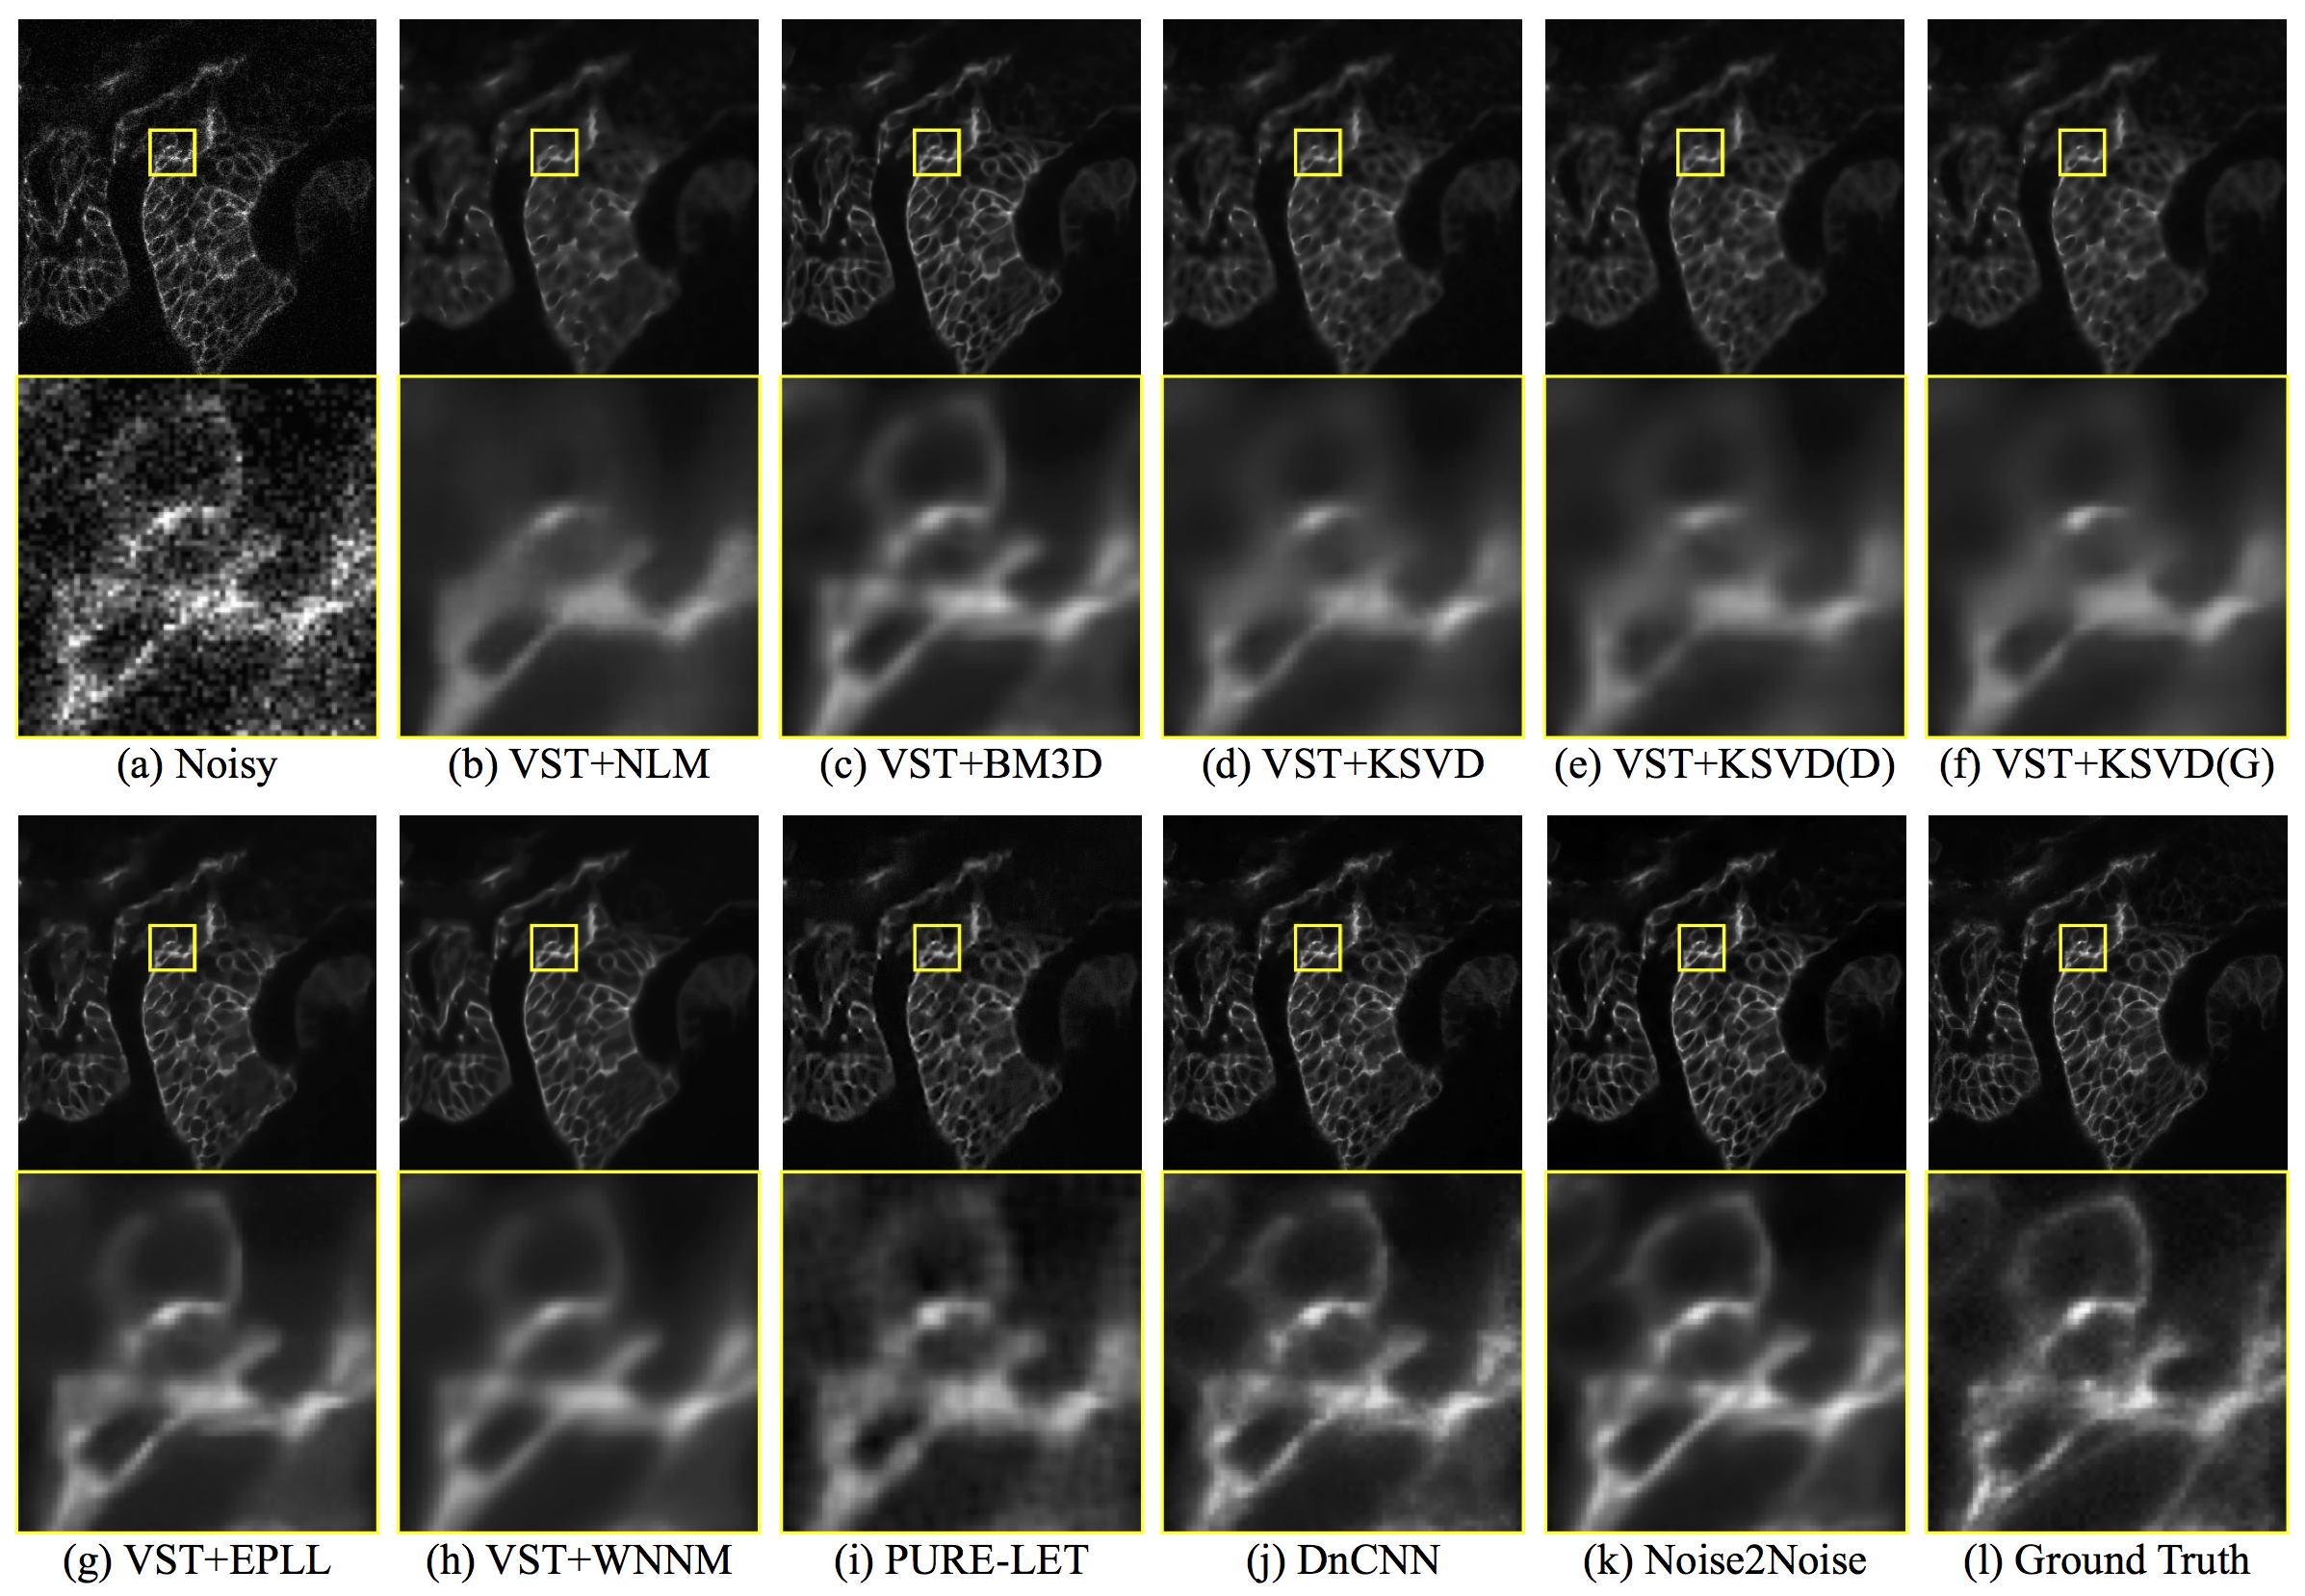 (a) Noisy
(b) VST+NLM
(c) VST+BM3D
(d) VST+KSVD
(e) VST+KSVD(D)
(f) VST+KSVD(G)
(g) VST+EPLL
(h) VST+WNNM
(i) PURE-LET
(j) DnCNN
(k) Noise2Noise
(l) Ground Truth